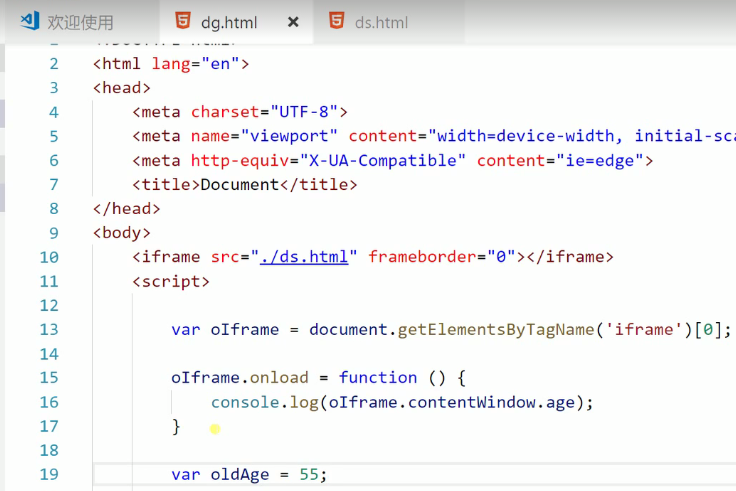 欢迎使用 dg.html × ds.html
2 <html lang="en">
3 <head>
4 <meta charset="UTF-8">
5 <meta name="viewport" content="width=device-width, initial-sca
6 <meta http-equiv="X-UA-Compatible" content="ie=edge">
7 <title>Document</title>
8 </head>
9 <body>
10 <iframe src="./ds.html" frameborder="0"></iframe>
11 <script>
12
13 var oIframe = document.getElementsByTagName('iframe')[0];
14
15 oIframe.onload = function () {
16 console.log(oIframe.contentWindow.age);
17 }
18
19 var oldAge = 55;